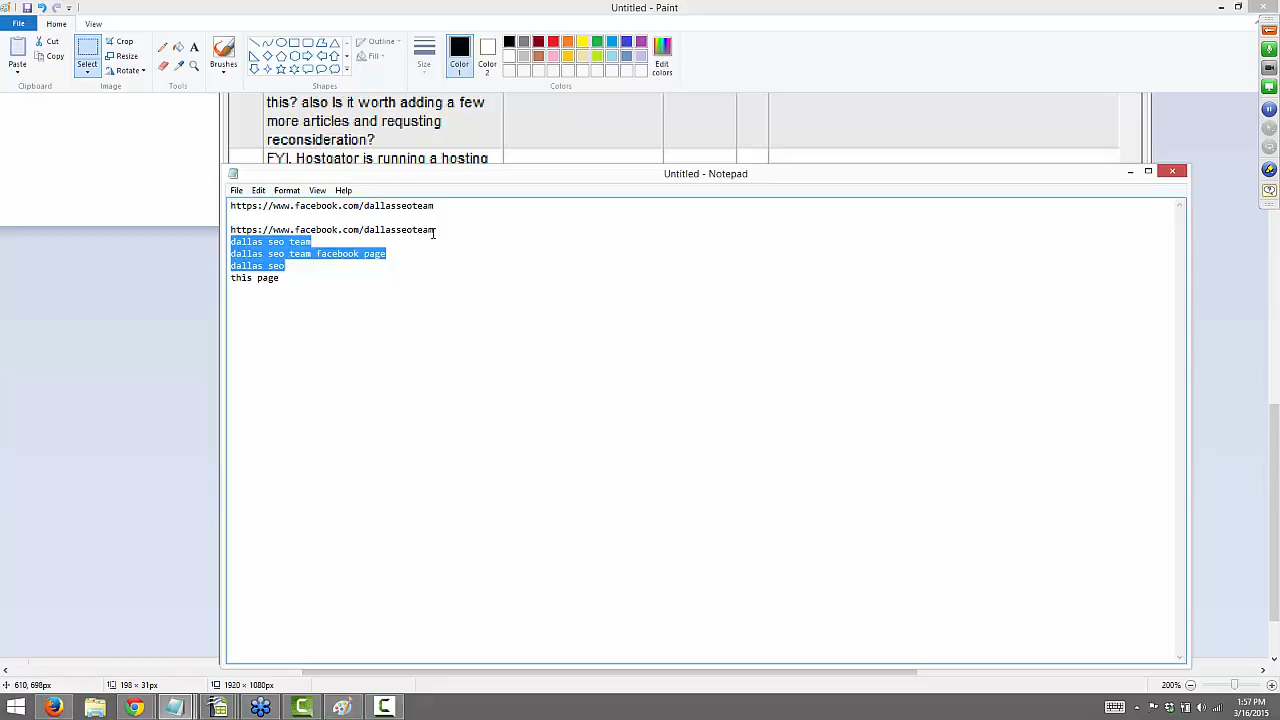 Untitled - Paint
File Home View
Paste
Cut
Copy
Clipboard
Select
Crop
Resize
Rotate
Image
A
Tools
Brushes
Outline
Fill
Shapes
Size
Color 1
Color 2
Edit colors
Colors
this? also Is it worth adding a few
more articles and requsting
reconsideration?
FYI, Hostgator is running a hosting
Untitled - Notepad
File Edit Format View Help
https://www.facebook.com/dallasseoteam
https://www.facebook.com/dallasseoteam
dallas seo team
dallas seo team facebook page
dallas seo
this page
610, 698px
198 × 31px
1920 × 1080px
200%
1:57 PM
3/16/2015